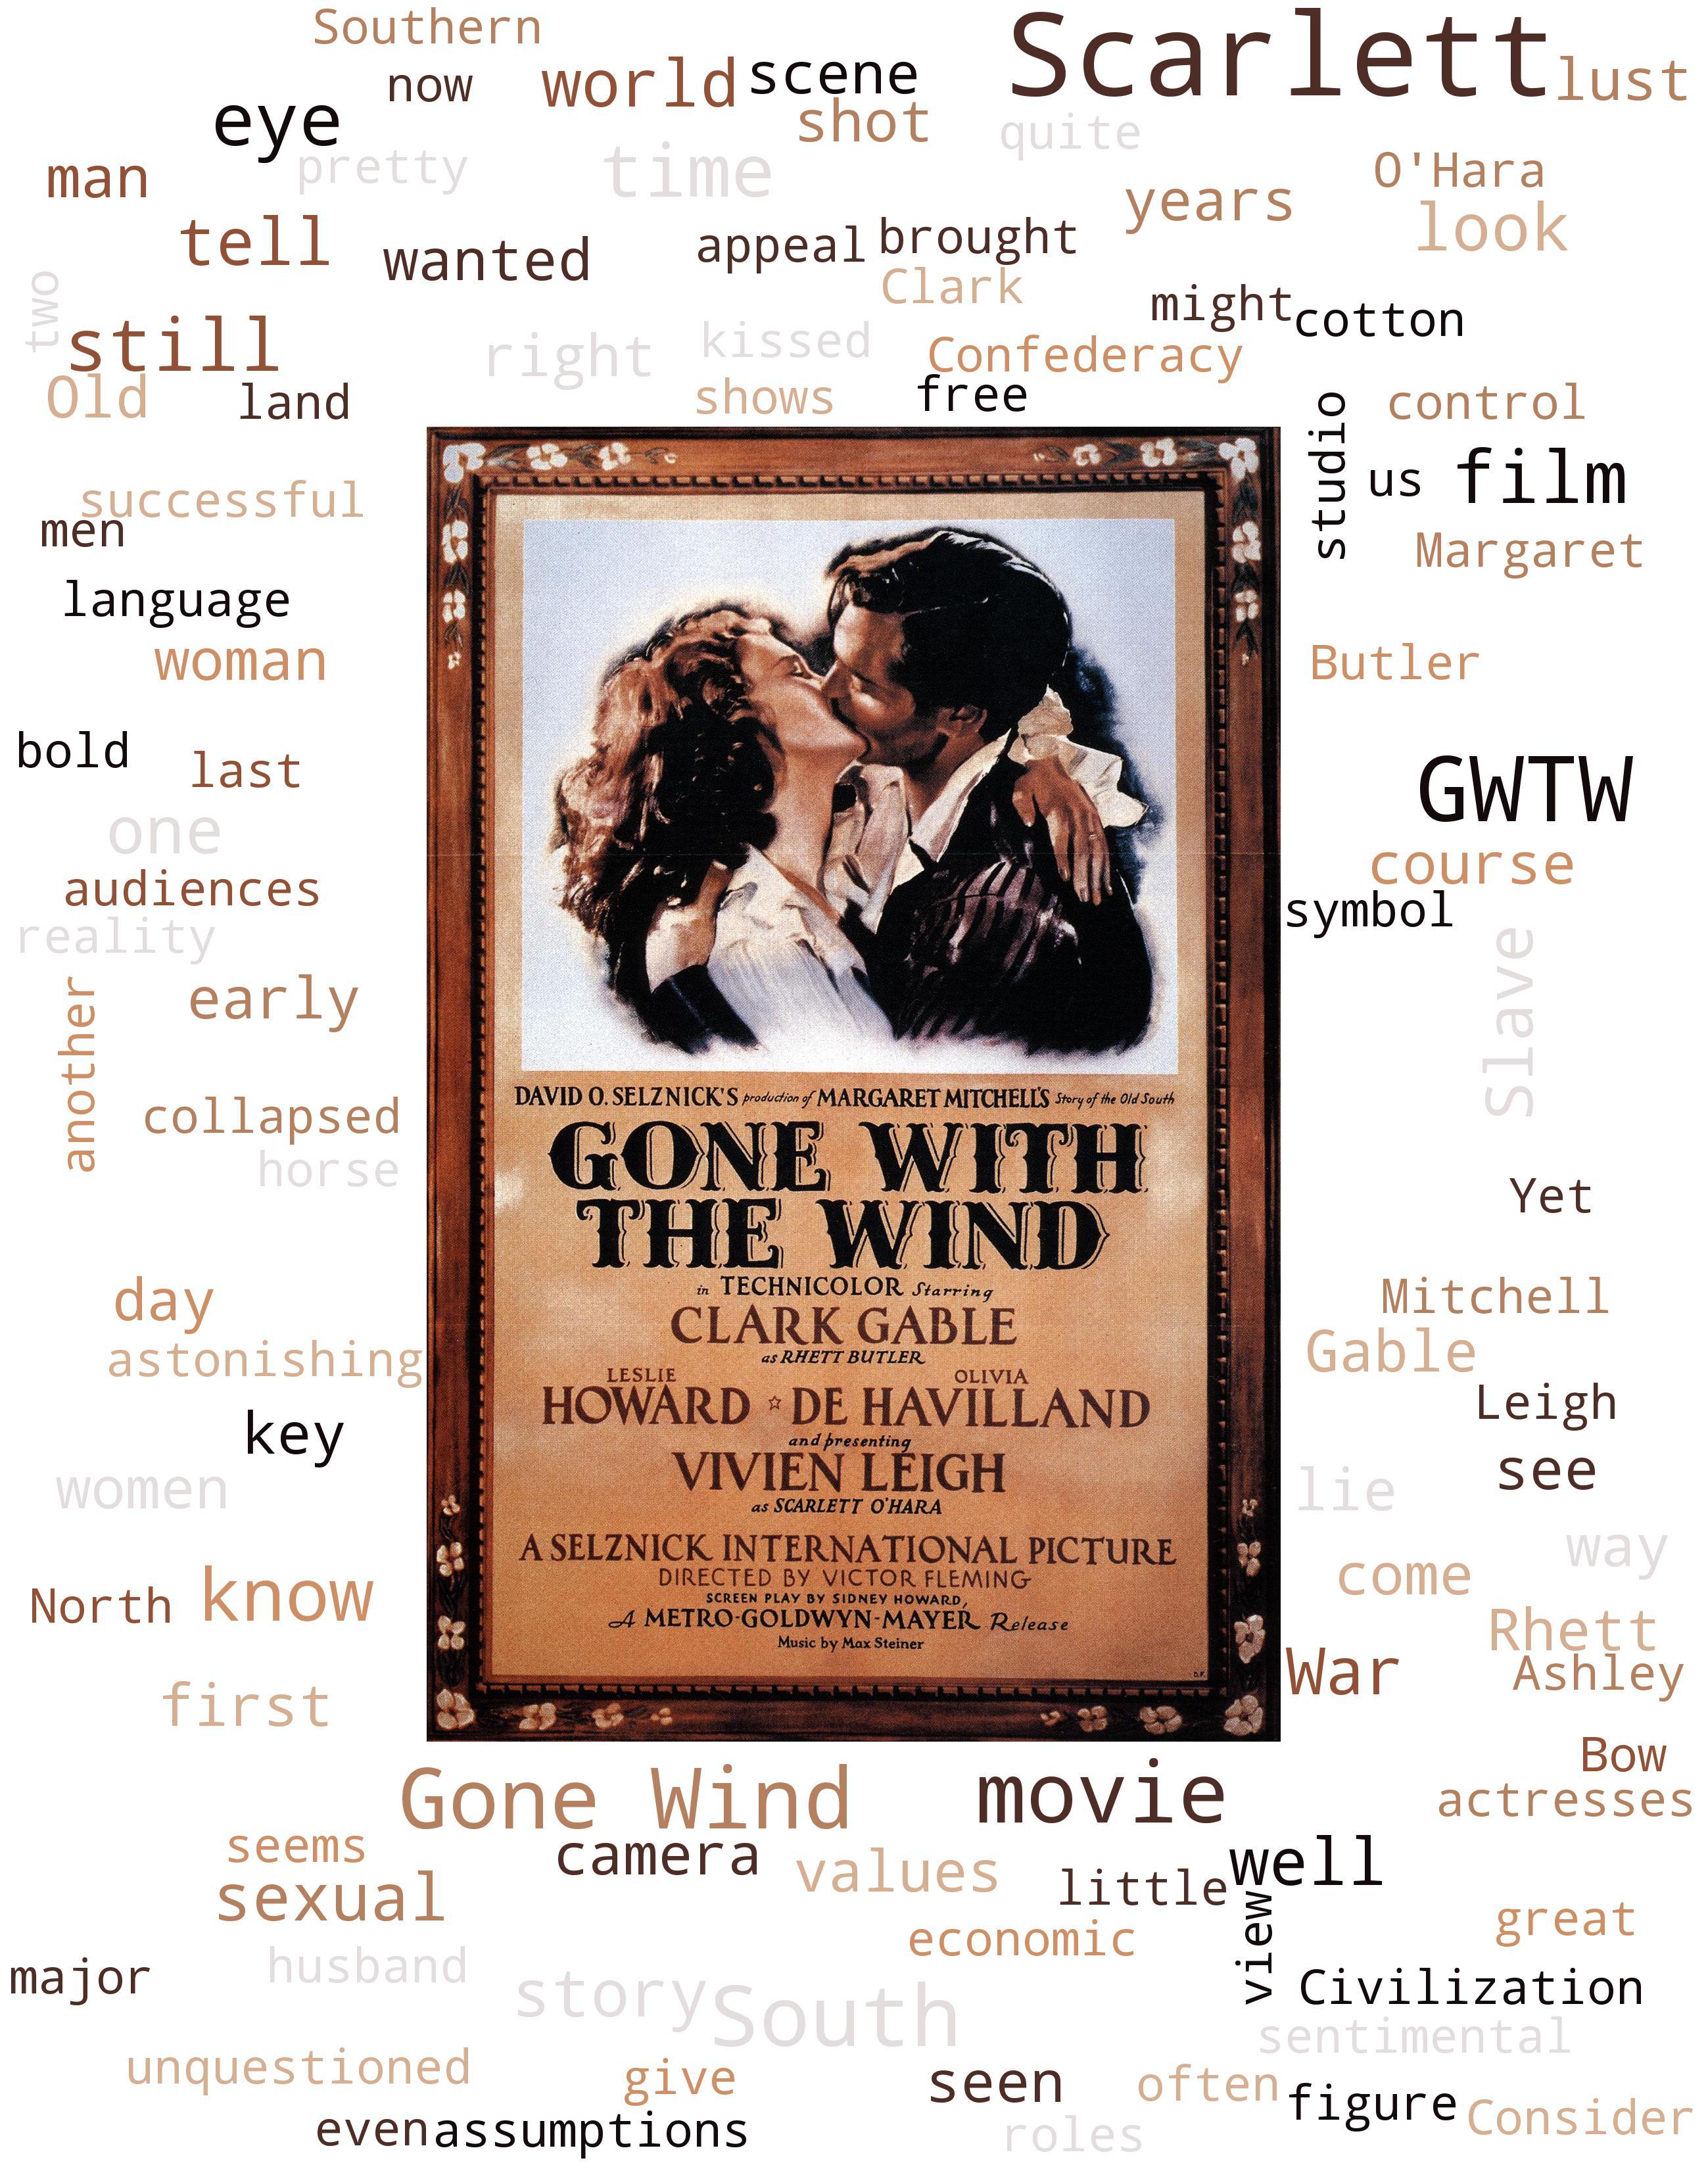 Southern
Scarlett
now
world
scene
lust
eye
shot
quite
man
pretty
time
O'Hara
years
look
tell
wanted
appeal
brought
Clark
two
might
cotton
still
right
kissed
Confederacy
Old
land
shows
free
control
studio
us
film
successful
men
Margaret
language
woman
Butler
bold
last
GWTW
one
course
audiences
symbol
reality
Slave
early
another
collapsed
horse
Yet
day
Mitchell
astonishing
Gable
key
Leigh
see
women
lie
way
come
North
know
Rhett
War
Ashley
first
DAVID O. SELZNICK'S production of MARGARET MITCHELL'S Story of the Old South
GONE WITH
THE WIND
in TECHNICOLOR Starring
CLARK GABLE
as RHETT BUTLER
LESLIE OLIVIA
HOWARD ☆ DE HAVILLAND
and presenting
VIVIEN LEIGH
as SCARLETT O'HARA
A SELZNICK INTERNATIONAL PICTURE
DIRECTED BY VICTOR FLEMING
SCREEN PLAY BY SIDNEY HOWARD,
A METRO-GOLDWYN-MAYER Release
Music by Max Steiner
Bow
Gone Wind
movie
actresses
seems
camera
values
well
sexual
little
view
great
economic
husband
major
story
South
Civilization
sentimental
unquestioned
give
seen
often
figure
Consider
even
assumptions
roles